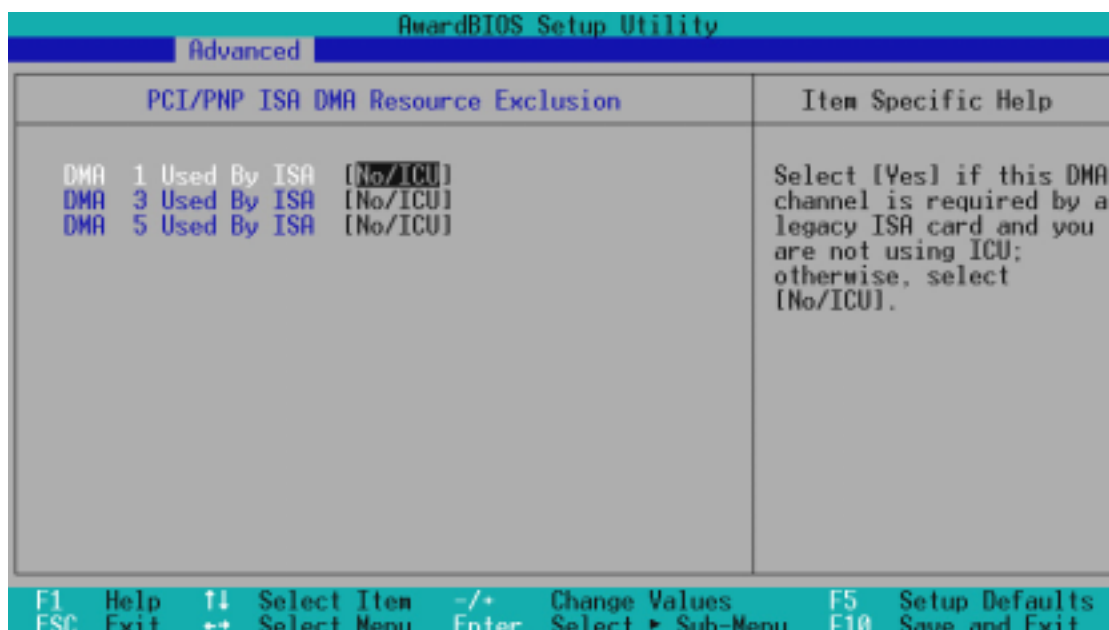 AwardBIOS Setup Utility
Advanced
PCI/PNP ISA DMA Resource Exclusion
Item Specific Help
DMA 1 Used By ISA [No/ICU]
DMA 3 Used By ISA [No/ICU]
DMA 5 Used By ISA [No/ICU]
Select [Yes] if this DMA
channel is required by a
legacy ISA card and you
are not using ICU;
otherwise, select
[No/ICU].
F1 Help ↑↓ Select Item -/+ Change Values F5 Setup Defaults
ESC Exit ←→ Select Menu Enter Select ► Sub-Menu F10 Save and Exit